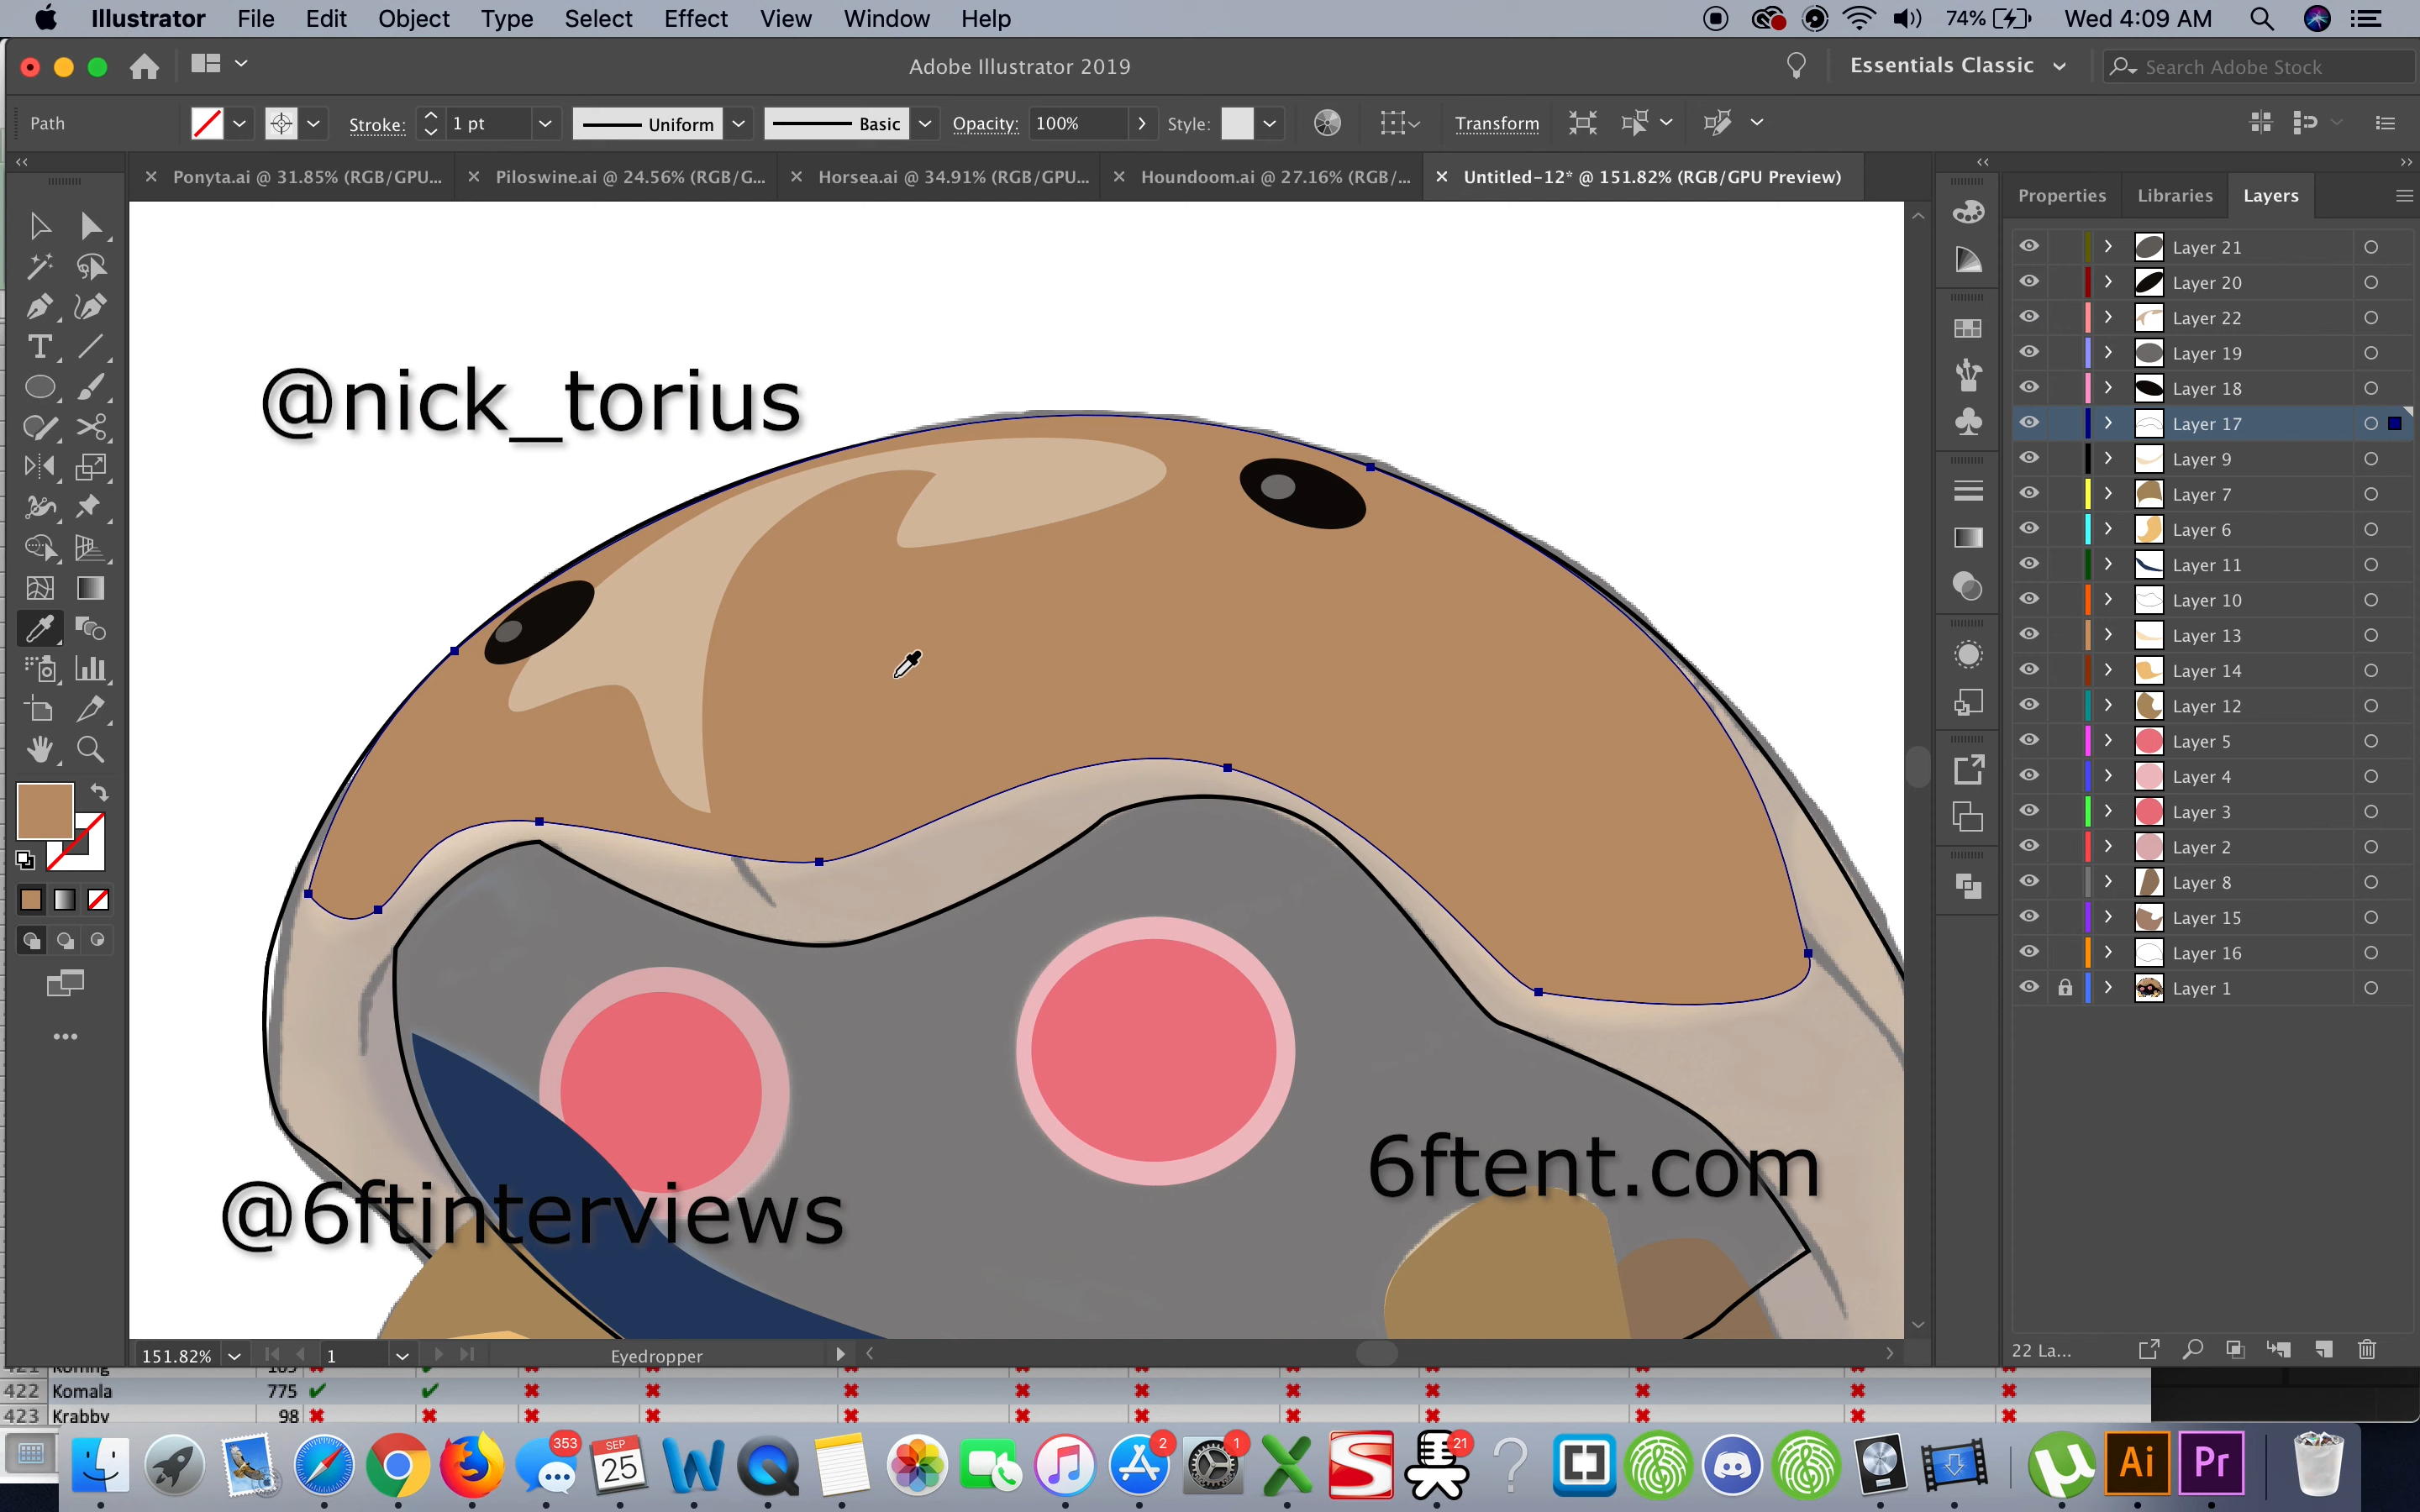 Illustrator File Edit Object Type Select Effect View Window Help 74% Wed 4:09 AM
Adobe Illustrator 2019 Essentials Classic Search Adobe Stock
Path Stroke: 1 pt Uniform Basic Opacity: 100% Style: Transform
Ponyta.ai @ 31.85% (RGB/GPU... Piloswine.ai @ 24.56% (RGB/G... Horsea.ai @ 34.91% (RGB/GPU... Houndoom.ai @ 27.16% (RGB/... Untitled-12* @ 151.82% (RGB/GPU Preview)
Properties Libraries Layers
Layer 21
Layer 20
Layer 22
Layer 19
Layer 18
Layer 17
Layer 9
Layer 7
Layer 6
Layer 11
Layer 10
Layer 13
Layer 14
Layer 12
Layer 5
Layer 4
Layer 3
Layer 2
Layer 8
Layer 15
Layer 16
Layer 1
@nick_torius
6ftent.com
@6ftinterviews
151.82% 1 Eyedropper 22 La...
422 Komala 775
423 Krabby 98
353 SEP 25 2 1 21 Ai Pr